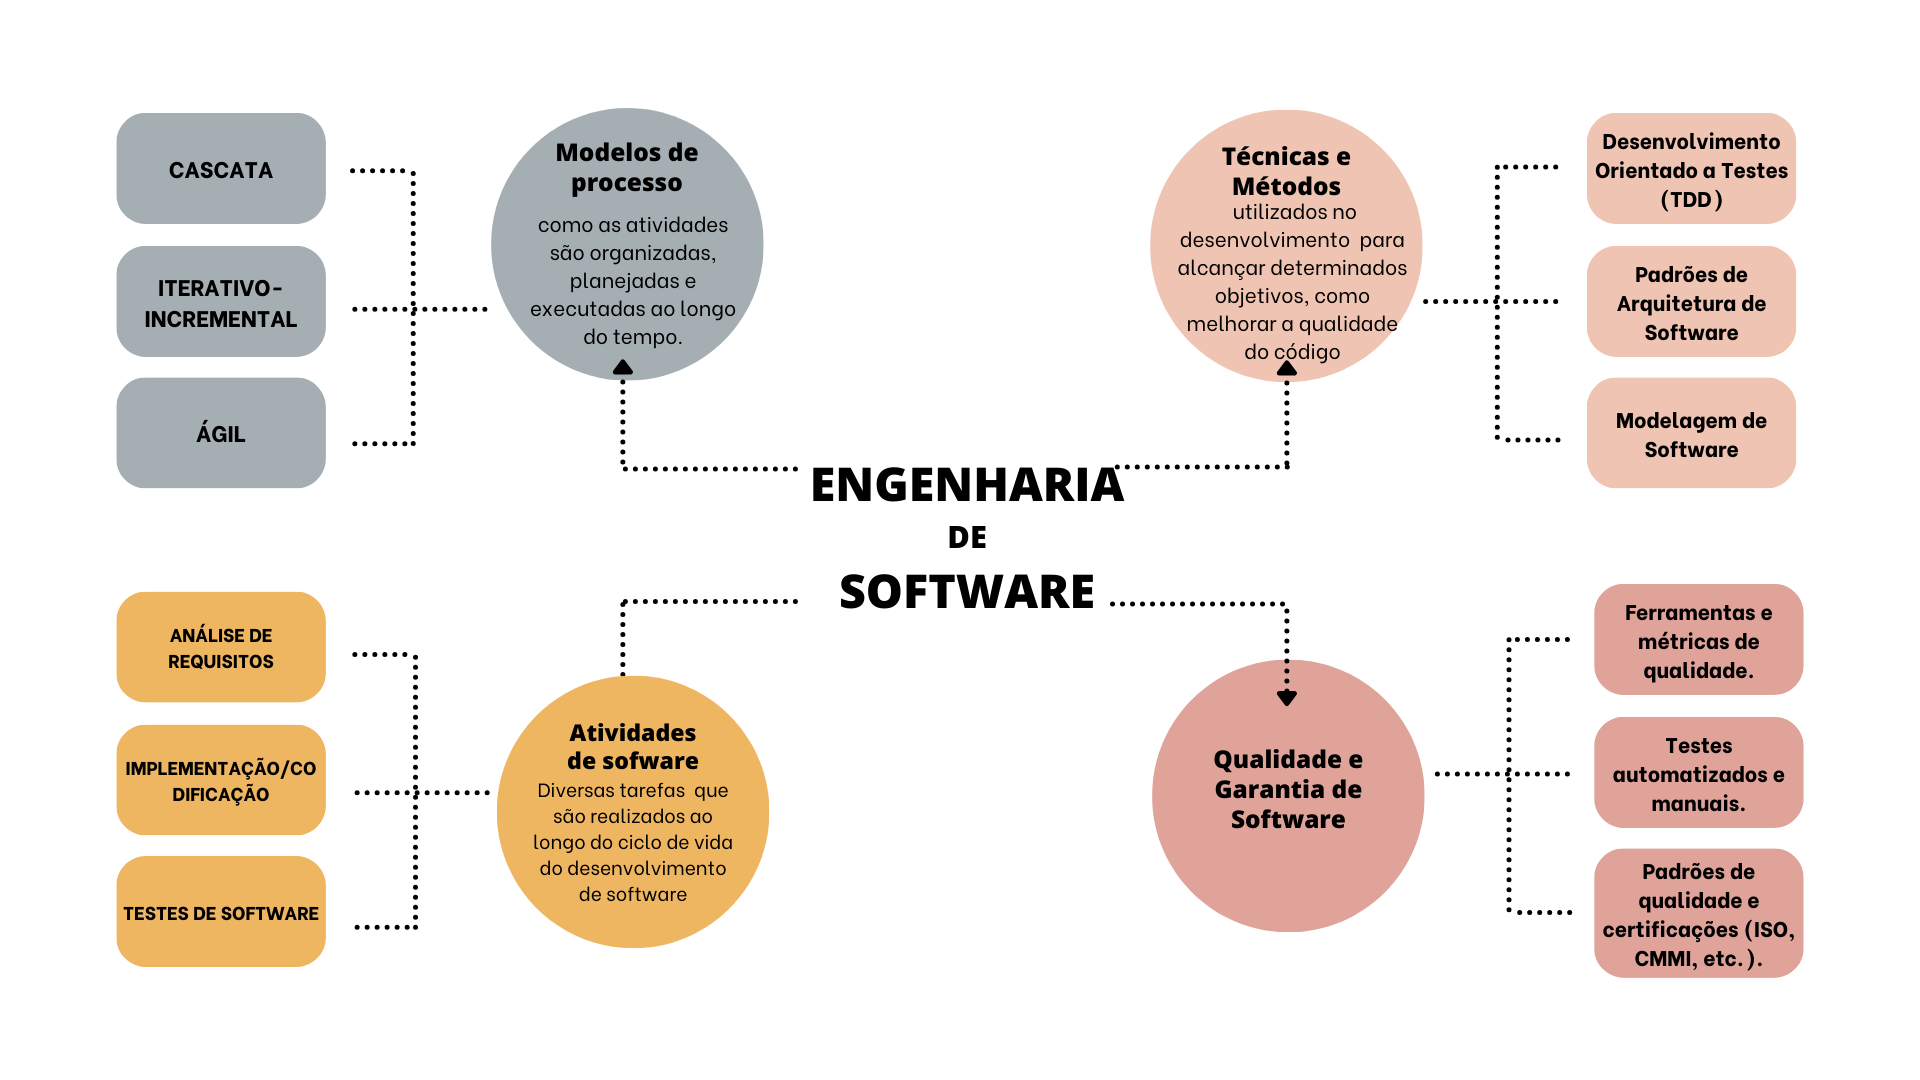 CASCATA
ITERATIVO-
INCREMENTAL
ÁGIL
Modelos de
processo
como as atividades
são organizadas,
planejadas e
executadas ao longo
do tempo.
Técnicas e
Métodos
utilizados no
desenvolvimento para
alcançar determinados
objetivos, como
melhorar a qualidade
do código
Desenvolvimento
Orientado a Testes
(TDD)
Padrões de
Arquitetura de
Software
Modelagem de
Software
ENGENHARIA
DE
SOFTWARE
ANÁLISE DE
REQUISITOS
IMPLEMENTAÇÃO/CO
DIFICAÇÃO
TESTES DE SOFTWARE
Atividades
de sofware
Diversas tarefas que
são realizados ao
longo do ciclo de vida
do desenvolvimento
de software
Qualidade e
Garantia de
Software
Ferramentas e
métricas de
qualidade.
Testes
automatizados e
manuais.
Padrões de
qualidade e
certificações (ISO,
CMMI, etc.).